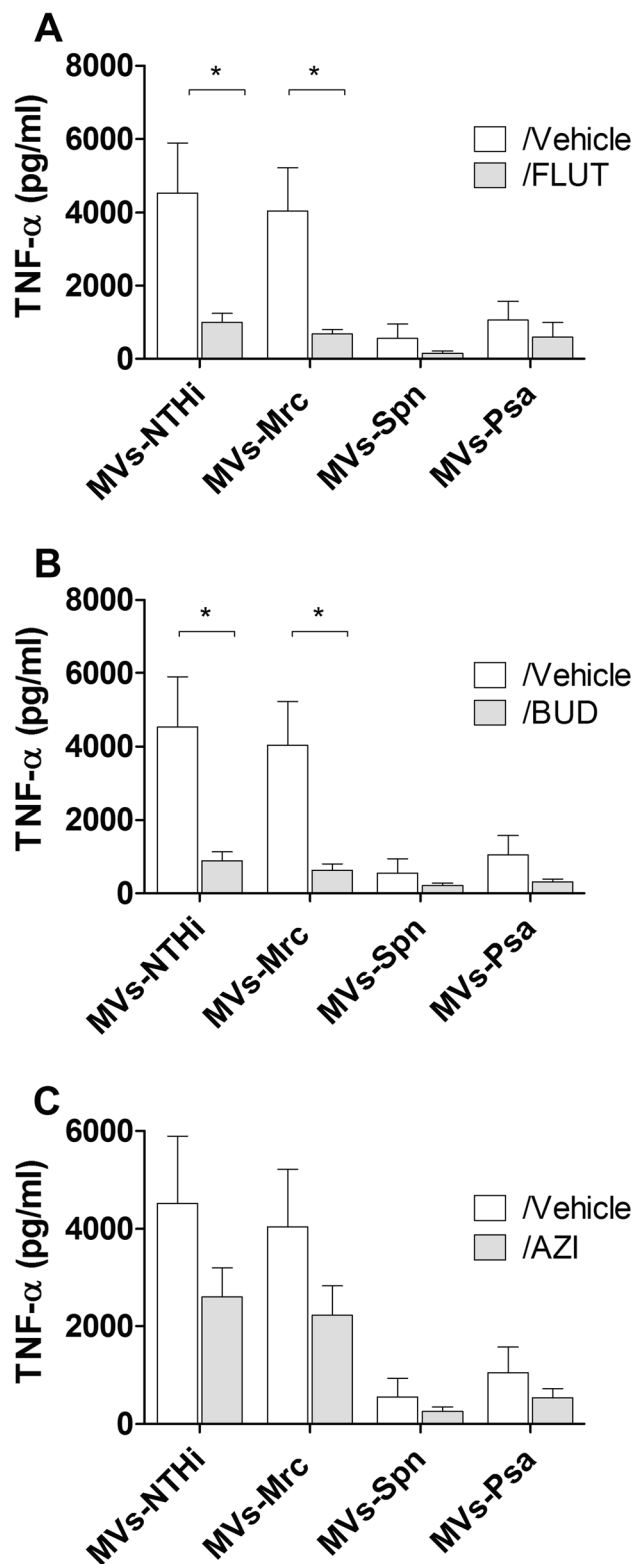 A
TNF-α (pg/ml)
8000
6000
4000
2000
0
* *
/Vehicle
/FLUT
MVs-NTHi
MVs-Mrc
MVs-Spn
MVs-Psa
B
TNF-α (pg/ml)
8000
6000
4000
2000
0
* *
/Vehicle
/BUD
MVs-NTHi
MVs-Mrc
MVs-Spn
MVs-Psa
C
TNF-α (pg/ml)
6000
4000
2000
0
/Vehicle
/AZI
MVs-NTHi
MVs-Mrc
MVs-Spn
MVs-Psa